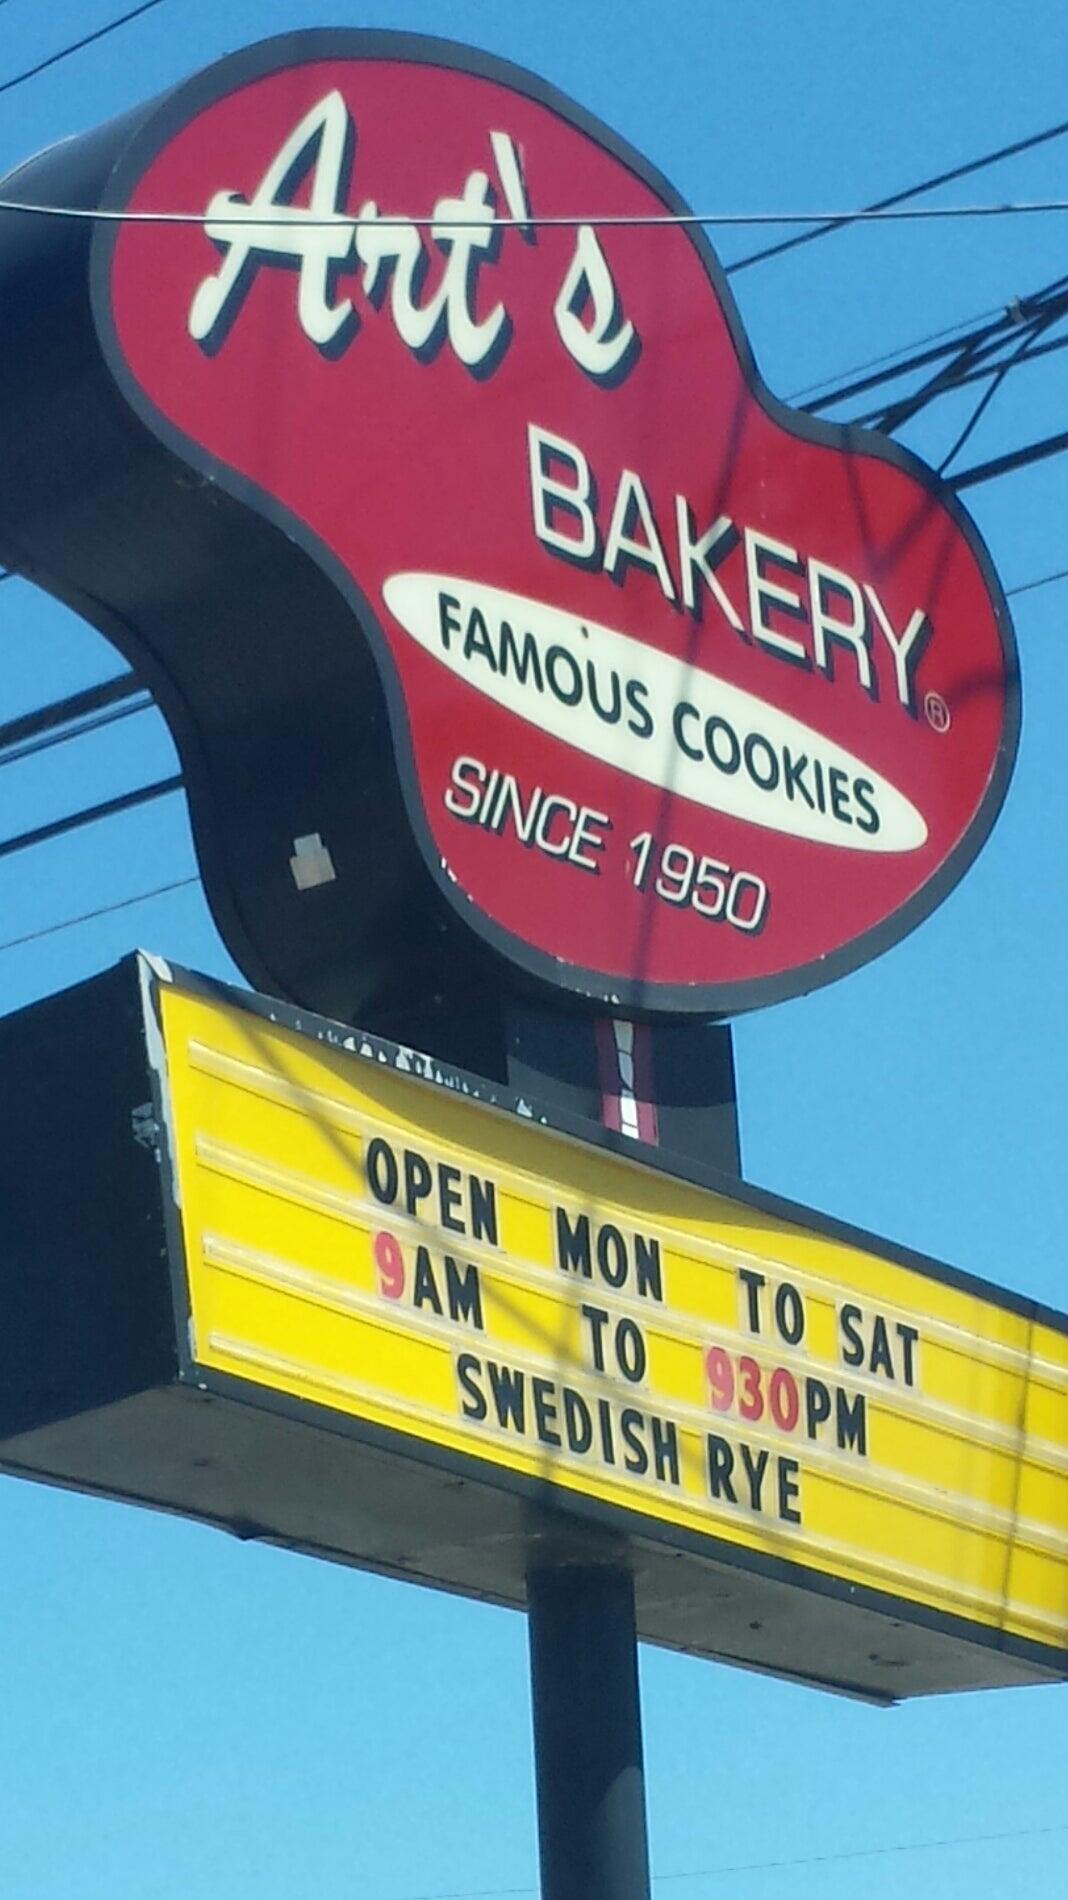 Art's
BAKERY®
FAMOUS COOKIES
SINCE 1950
OPEN MON TO SAT
9AM TO 930PM
SWEDISH RYE